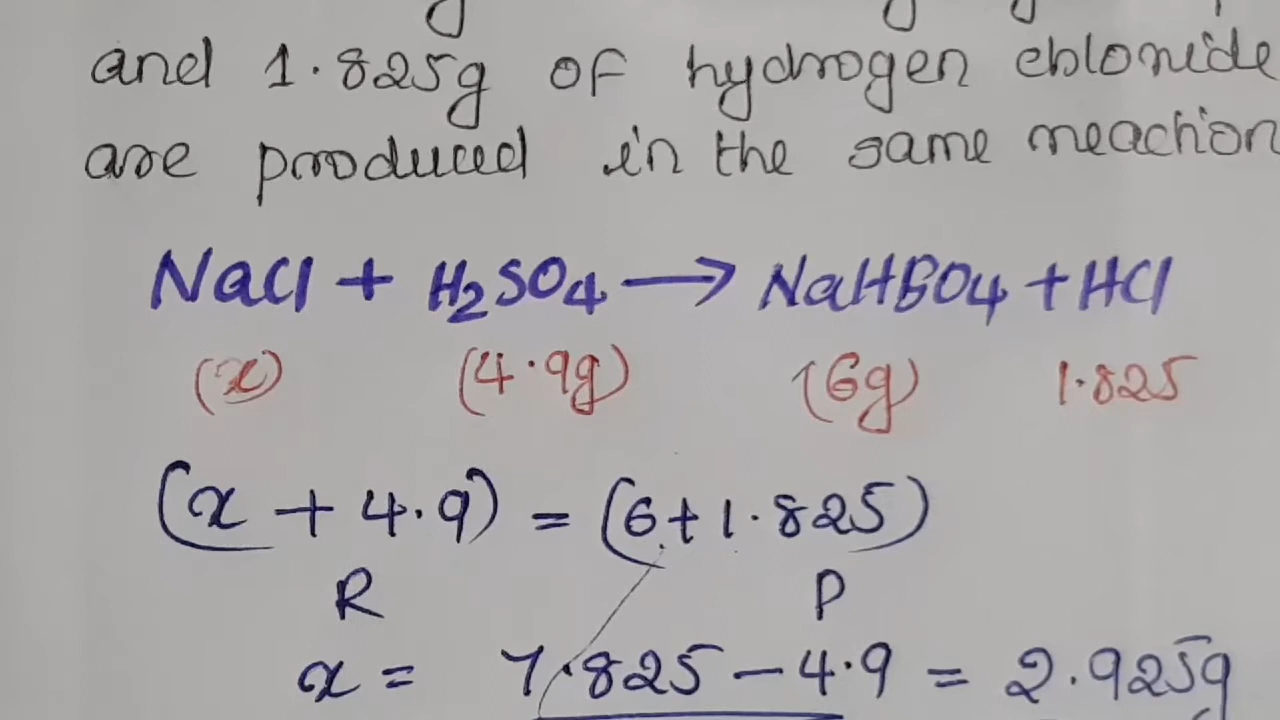 and 1.825g of hydrogen chloride
are produced in the same reaction
NaCl + H2SO4 → NaHSO4 + HCl
(x) (4.9g) (6g) 1.825
(x + 4.9) = (6+1.825)
R P
x = 7.825 - 4.9 = 2.925g